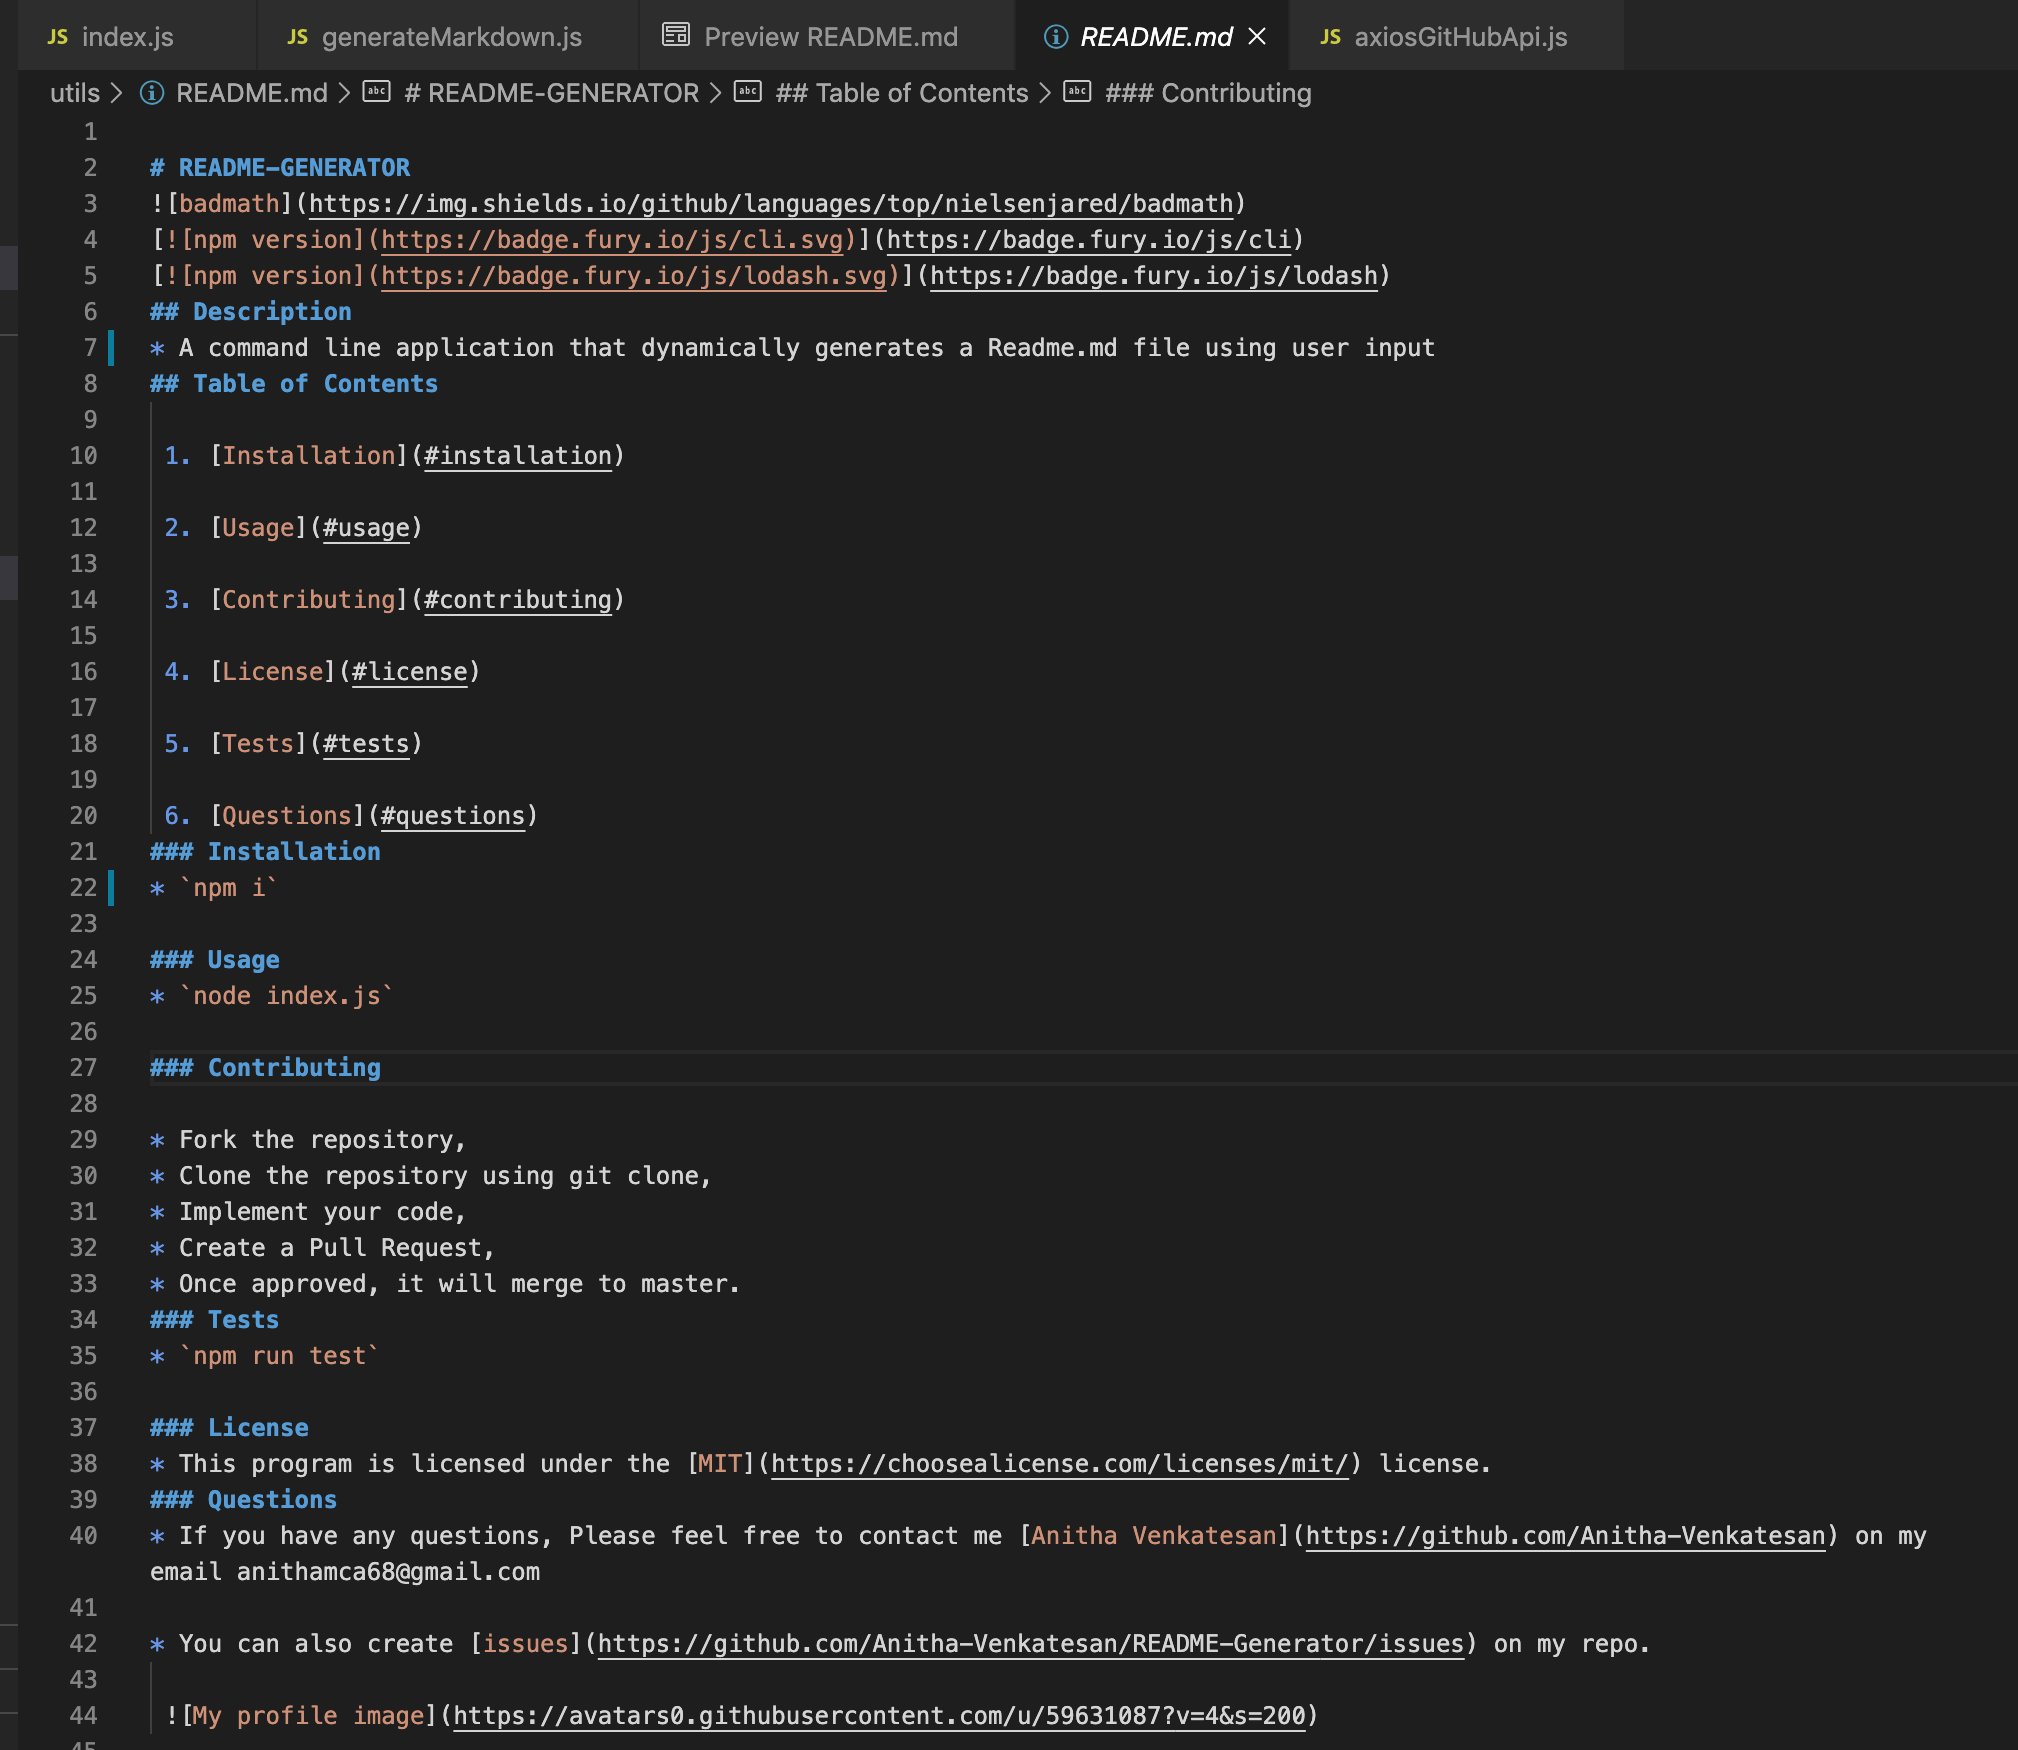 JS index.js JS generateMarkdown.js Preview README.md README.md JS axiosGitHubApi.js
utils > README.md > abc # README-GENERATOR > abc ## Table of Contents > abc ### Contributing
1
2 # README-GENERATOR
3 ![badmath](https://img.shields.io/github/languages/top/nielsenjared/badmath)
4 [![npm version](https://badge.fury.io/js/cli.svg)](https://badge.fury.io/js/cli)
5 [![npm version](https://badge.fury.io/js/lodash.svg)](https://badge.fury.io/js/lodash)
6 ## Description
7 * A command line application that dynamically generates a Readme.md file using user input
8 ## Table of Contents
9
10 1. [Installation](#installation)
11
12 2. [Usage](#usage)
13
14 3. [Contributing](#contributing)
15
16 4. [License](#license)
17
18 5. [Tests](#tests)
19
20 6. [Questions](#questions)
21 ### Installation
22 * `npm i`
23
24 ### Usage
25 * `node index.js`
26
27 ### Contributing
28
29 * Fork the repository,
30 * Clone the repository using git clone,
31 * Implement your code,
32 * Create a Pull Request,
33 * Once approved, it will merge to master.
34 ### Tests
35 * `npm run test`
36
37 ### License
38 * This program is licensed under the [MIT](https://choosealicense.com/licenses/mit/) license.
39 ### Questions
40 * If you have any questions, Please feel free to contact me [Anitha Venkatesan](https://github.com/Anitha-Venkatesan) on my
email anithamca68@gmail.com
41
42 * You can also create [issues](https://github.com/Anitha-Venkatesan/README-Generator/issues) on my repo.
43
44 ![My profile image](https://avatars0.githubusercontent.com/u/59631087?v=4&s=200)
45